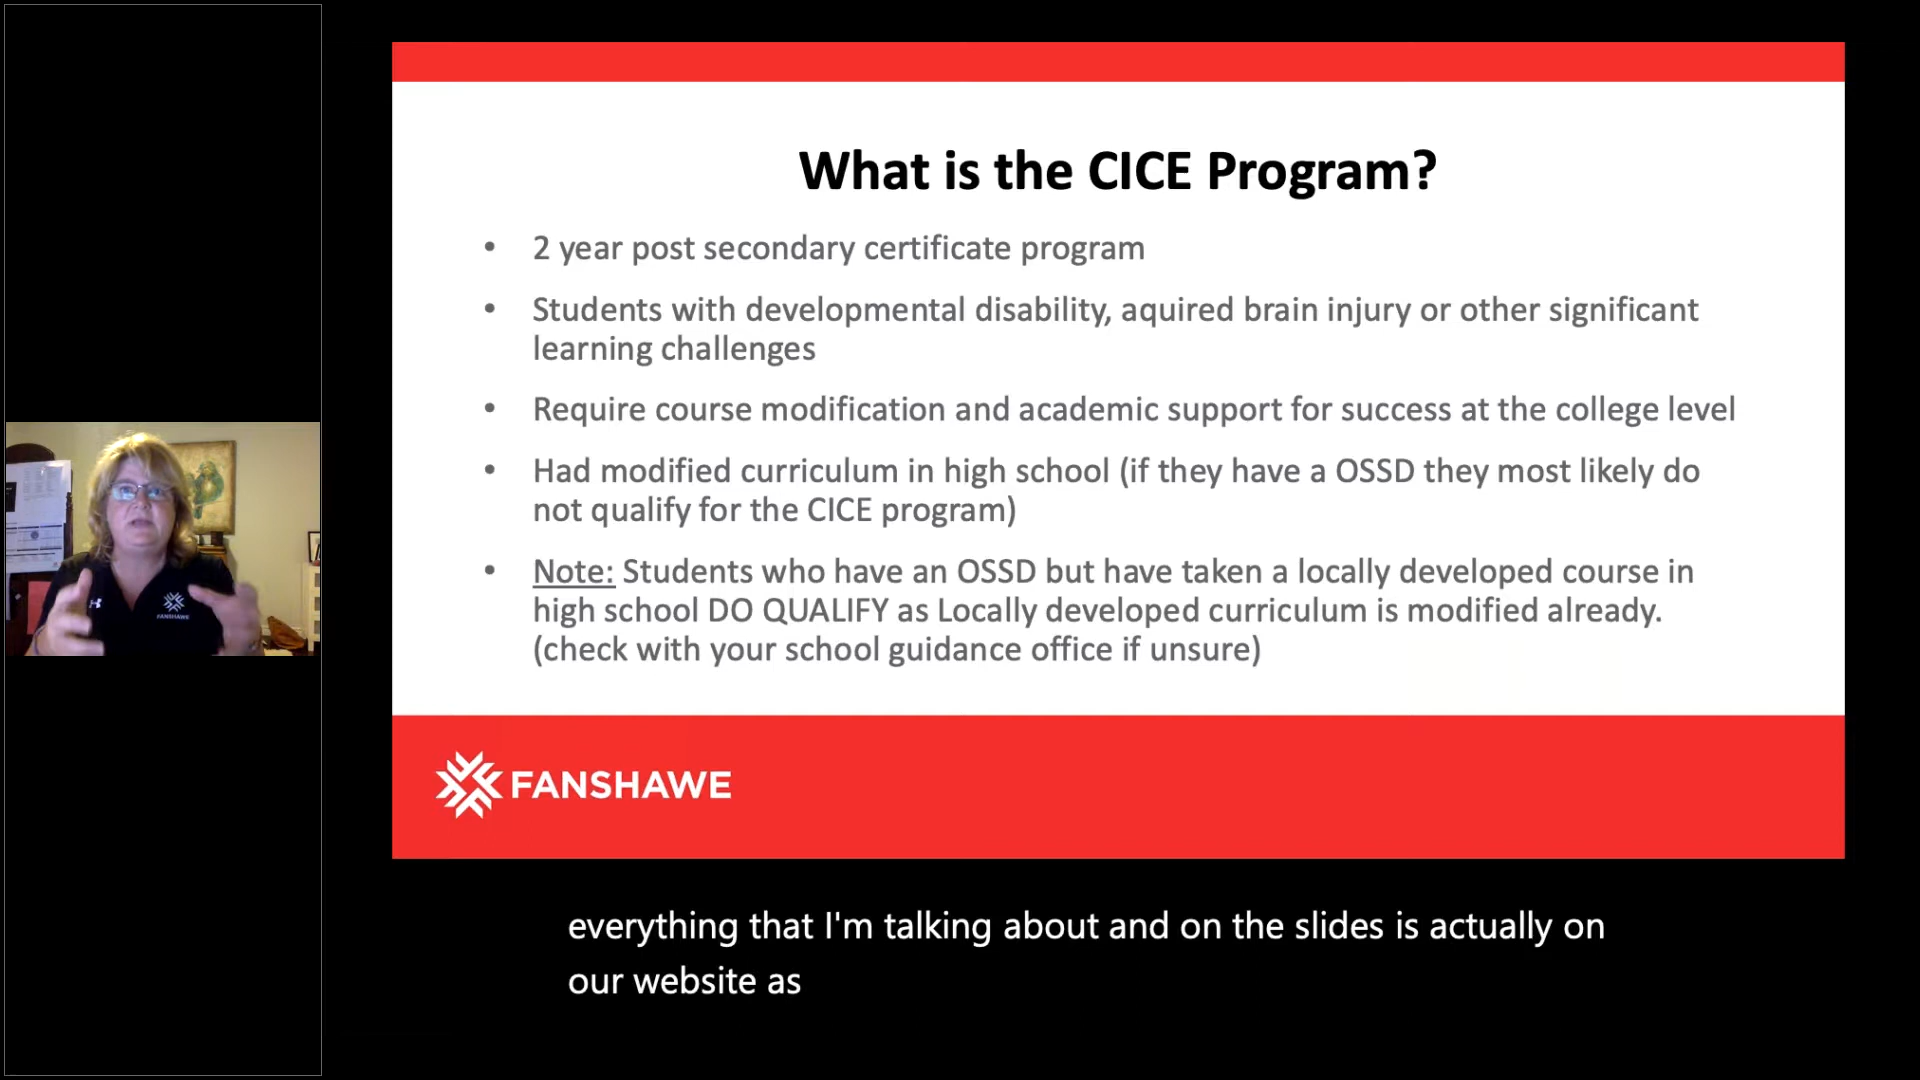 What is the CICE Program?
• 2 year post secondary certificate program
• Students with developmental disability, aquired brain injury or other significant
learning challenges
• Require course modification and academic support for success at the college level
• Had modified curriculum in high school (if they have a OSSD they most likely do
not qualify for the CICE program)
• Note: Students who have an OSSD but have taken a locally developed course in
high school DO QUALIFY as Locally developed curriculum is modified already.
(check with your school guidance office if unsure)
FANSHAWE
FANSHAWE
everything that I'm talking about and on the slides is actually on
our website as